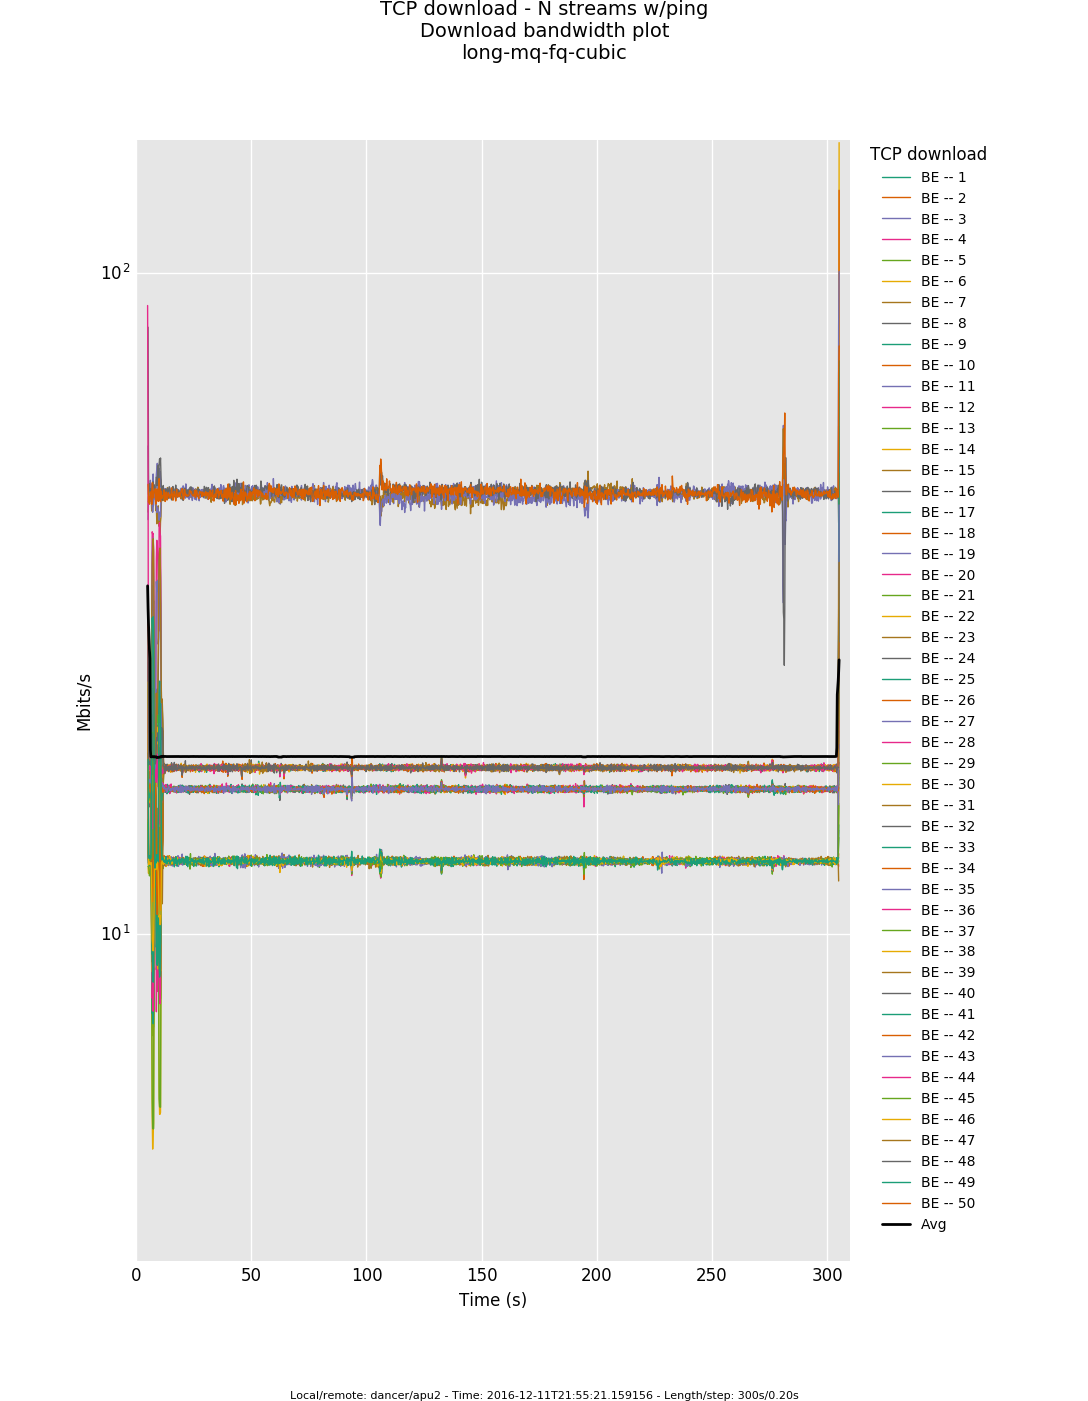 TCP download - N streams w/ping
Download bandwidth plot
long-mq-fq-cubic
TCP download
BE -- 1
BE -- 2
BE -- 3
BE -- 4
BE -- 5
BE -- 6
BE -- 7
BE -- 8
BE -- 9
BE -- 10
BE -- 11
BE -- 12
BE -- 13
BE -- 14
BE -- 15
BE -- 16
BE -- 17
BE -- 18
BE -- 19
BE -- 20
BE -- 21
BE -- 22
BE -- 23
BE -- 24
BE -- 25
BE -- 26
BE -- 27
BE -- 28
BE -- 29
BE -- 30
BE -- 31
BE -- 32
BE -- 33
BE -- 34
BE -- 35
BE -- 36
BE -- 37
BE -- 38
BE -- 39
BE -- 40
BE -- 41
BE -- 42
BE -- 43
BE -- 44
BE -- 45
BE -- 46
BE -- 47
BE -- 48
BE -- 49
BE -- 50
Avg
10²
10¹
Mbits/s
0 50 100 150 200 250 300
Time (s)
Local/remote: dancer/apu2 - Time: 2016-12-11T21:55:21.159156 - Length/step: 300s/0.20s